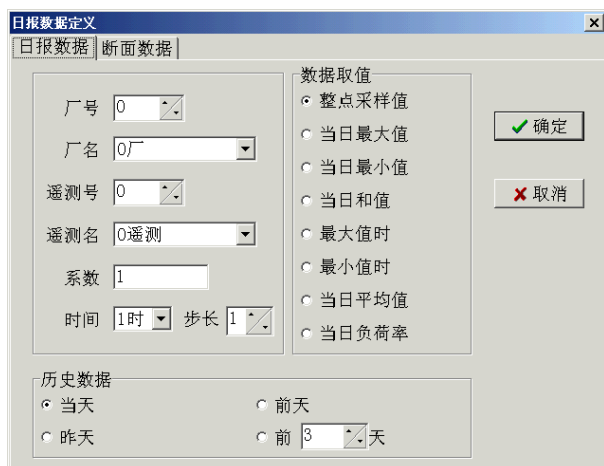 日报数据定义
日报数据 断面数据
厂号 0
厂名 0厂
遥测号 0
遥测名 0遥测
系数 1
时间 1时 步长 1
数据取值
整点采样值
当日最大值
当日最小值
当日和值
最大值时
最小值时
当日平均值
当日负荷率
确定
取消
历史数据
当天 前天
昨天 前 3 天